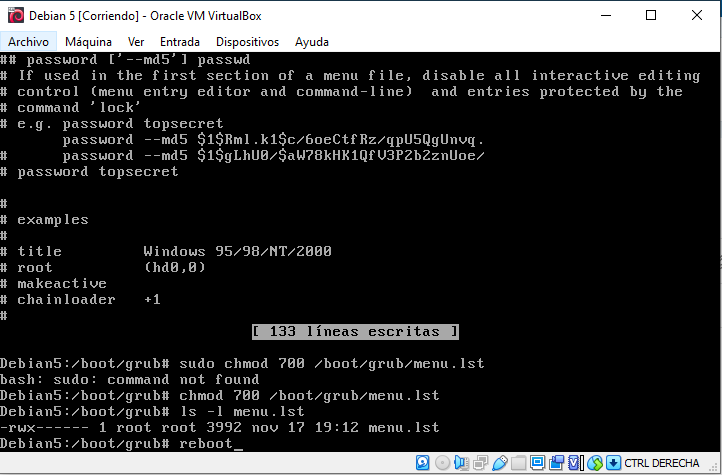 Debian 5 [Corriendo] - Oracle VM VirtualBox
Archivo Máquina Ver Entrada Dispositivos Ayuda
## password ['--md5'] passwd
# If used in the first section of a menu file, disable all interactive editing
# control (menu entry editor and command-line)  and entries protected by the
# command 'lock'
# e.g. password topsecret
       password --md5 $1$Rml.k1$c/6oeCtfRz/qpU5QgUnvq.
#      password --md5 $1$gLhU0/$aW78kHK1QfV3P2b2znUoe/
# password topsecret
#
# examples
#
# title          Windows 95/98/NT/2000
# root           (hd0,0)
# makeactive
# chainloader    +1
#
[ 133 líneas escritas ]
Debian5:/boot/grub# sudo chmod 700 /boot/grub/menu.lst
bash: sudo: command not found
Debian5:/boot/grub# chmod 700 /boot/grub/menu.lst
Debian5:/boot/grub# ls -l menu.lst
-rwx------ 1 root root 3992 nov 17 19:12 menu.lst
Debian5:/boot/grub# reboot_
CTRL DERECHA